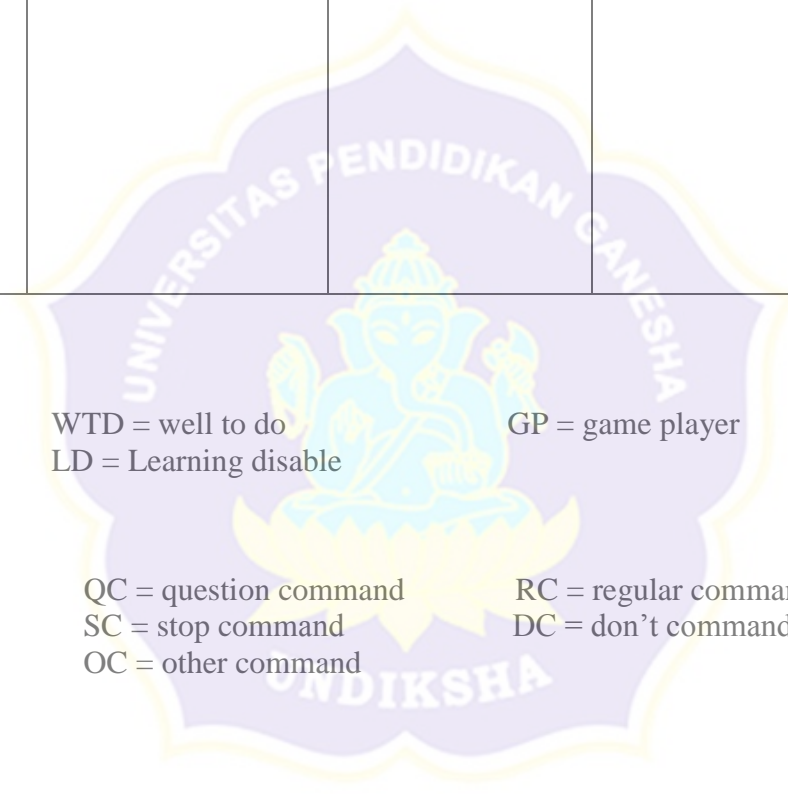 UNIVERSITAS PENDIDIKAN GANESHA
WTD = well to do GP = game player
LD = Learning disable
QC = question command RC = regular comma
SC = stop command DC = don’t command
OC = other command
UNDIKSHA